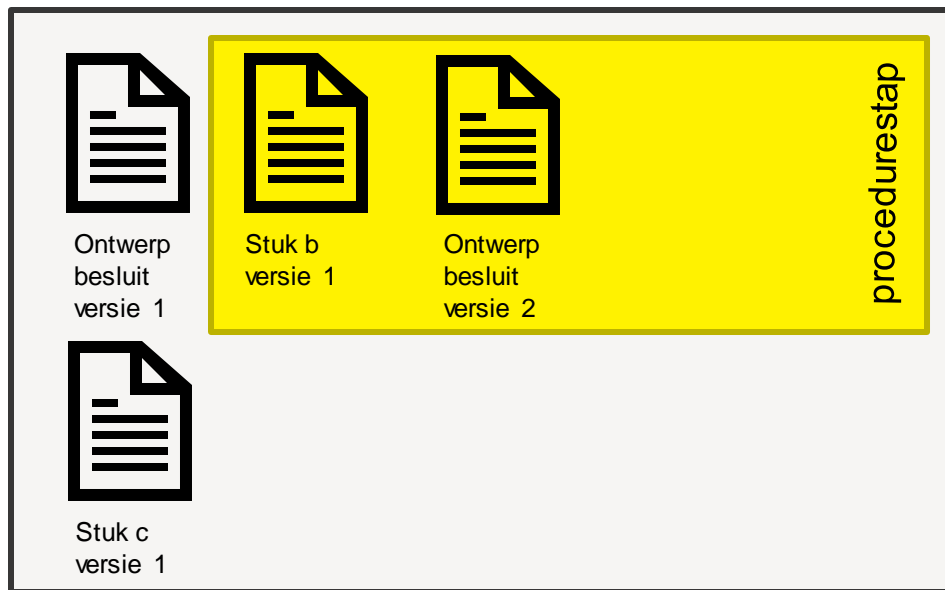 Ontwerp
besluit
versie 1
Stuk b
versie 1
Ontwerp
besluit
versie 2
procedurestap
Stuk c
versie 1